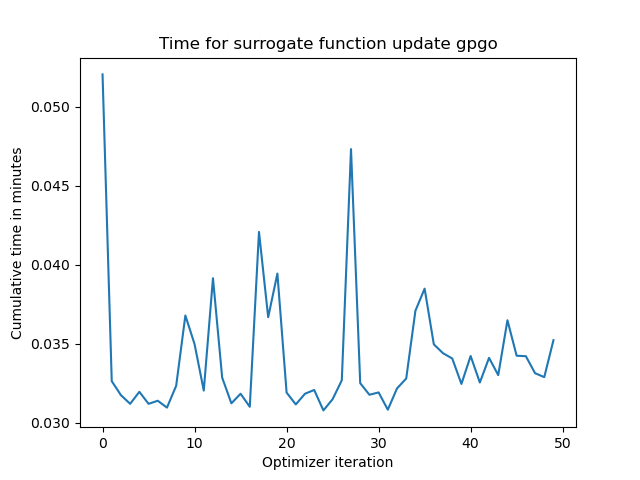 Time for surrogate function update gpgo
Cumulative time in minutes
0.050
0.045
0.040
0.035
0.030
0 10 20 30 40 50
Optimizer iteration